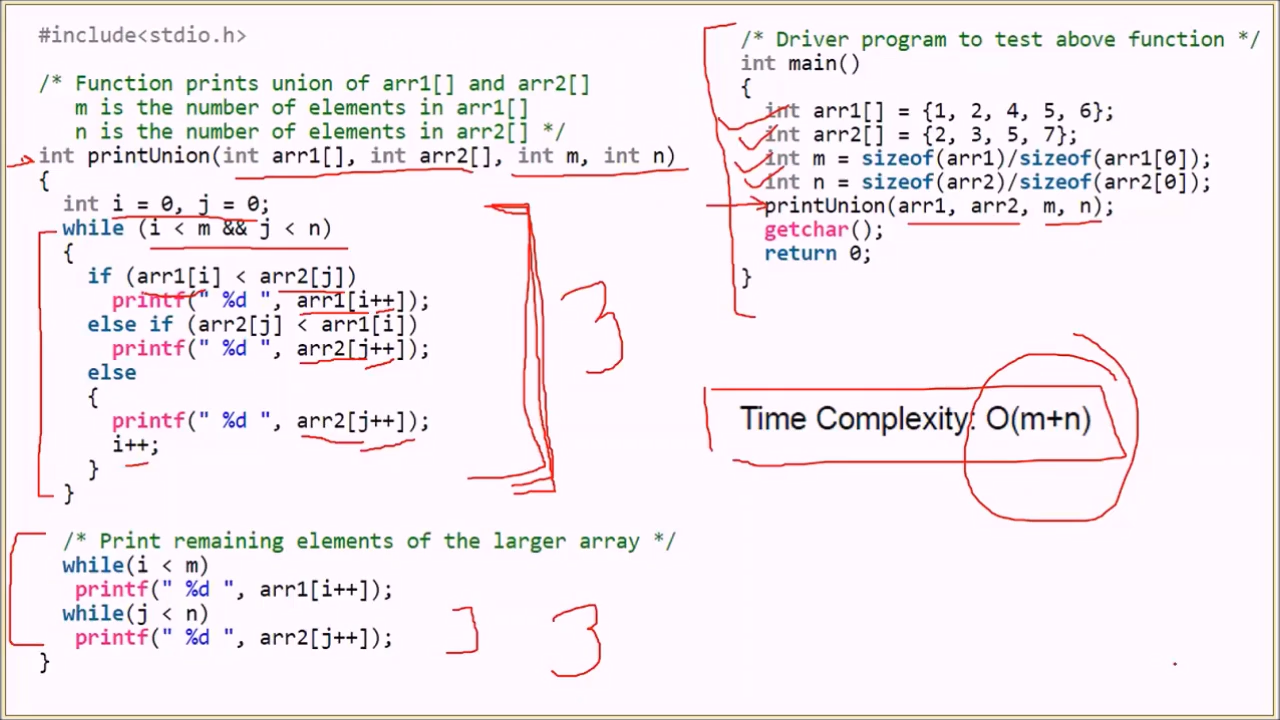 #include<stdio.h>
/* Function prints union of arr1[] and arr2[]
m is the number of elements in arr1[]
n is the number of elements in arr2[] */
int printUnion(int arr1[], int arr2[], int m, int n)
{
int i = 0, j = 0;
while (i < m && j < n)
{
if (arr1[i] < arr2[j])
printf(" %d ", arr1[i++]);
else if (arr2[j] < arr1[i])
printf(" %d ", arr2[j++]);
else
{
printf(" %d ", arr2[j++]);
i++;
}
}
3
/* Print remaining elements of the larger array */
while(i < m)
printf(" %d ", arr1[i++]);
while(j < n)
printf(" %d ", arr2[j++]);
}
3
/* Driver program to test above function */
int main()
{
int arr1[] = {1, 2, 4, 5, 6};
int arr2[] = {2, 3, 5, 7};
int m = sizeof(arr1)/sizeof(arr1[0]);
int n = sizeof(arr2)/sizeof(arr2[0]);
printUnion(arr1, arr2, m, n);
getchar();
return 0;
}
Time Complexity: O(m+n)